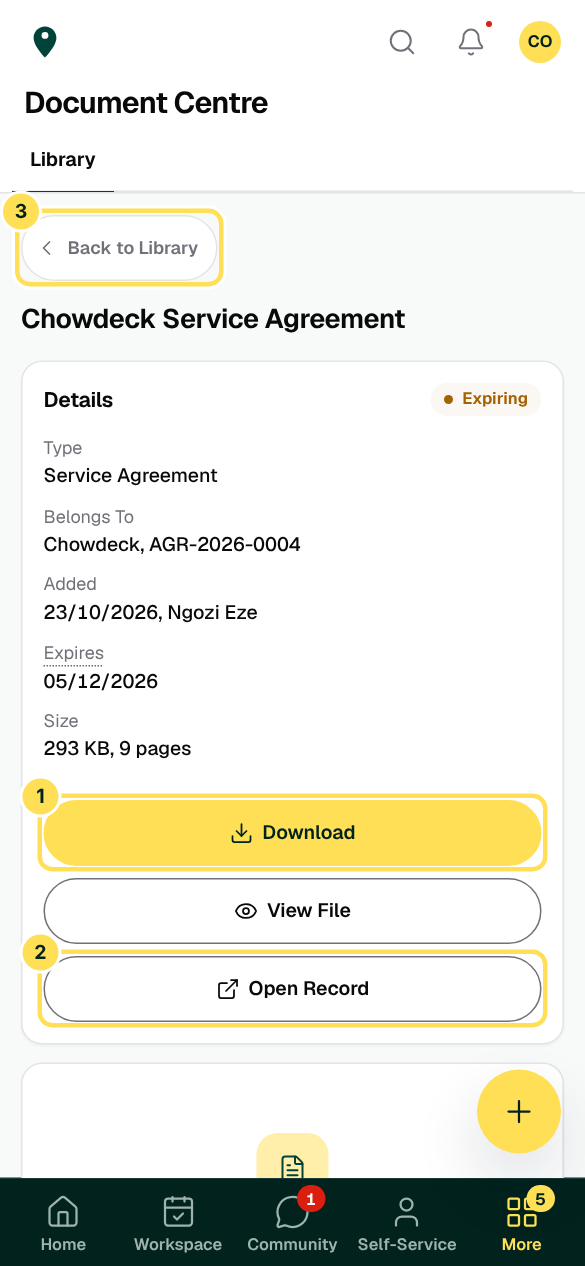 CO
Document Centre
Library
3
Back to Library
Chowdeck Service Agreement
Details
Expiring
Type
Service Agreement
Belongs To
Chowdeck, AGR-2026-0004
Added
23/10/2026, Ngozi Eze
Expires
05/12/2026
Size
293 KB, 9 pages
1
Download
View File
2
Open Record
1
5
Home
Workspace
Community
Self-Service
More